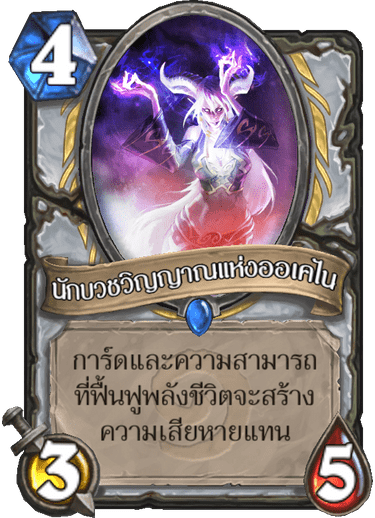 4
นักบวชวิญญาณแห่งออเคไน
การ์ดและความสามารถ
ที่ฟื้นฟูพลังชีวิตจะสร้าง
ความเสียหายแทน
3
5